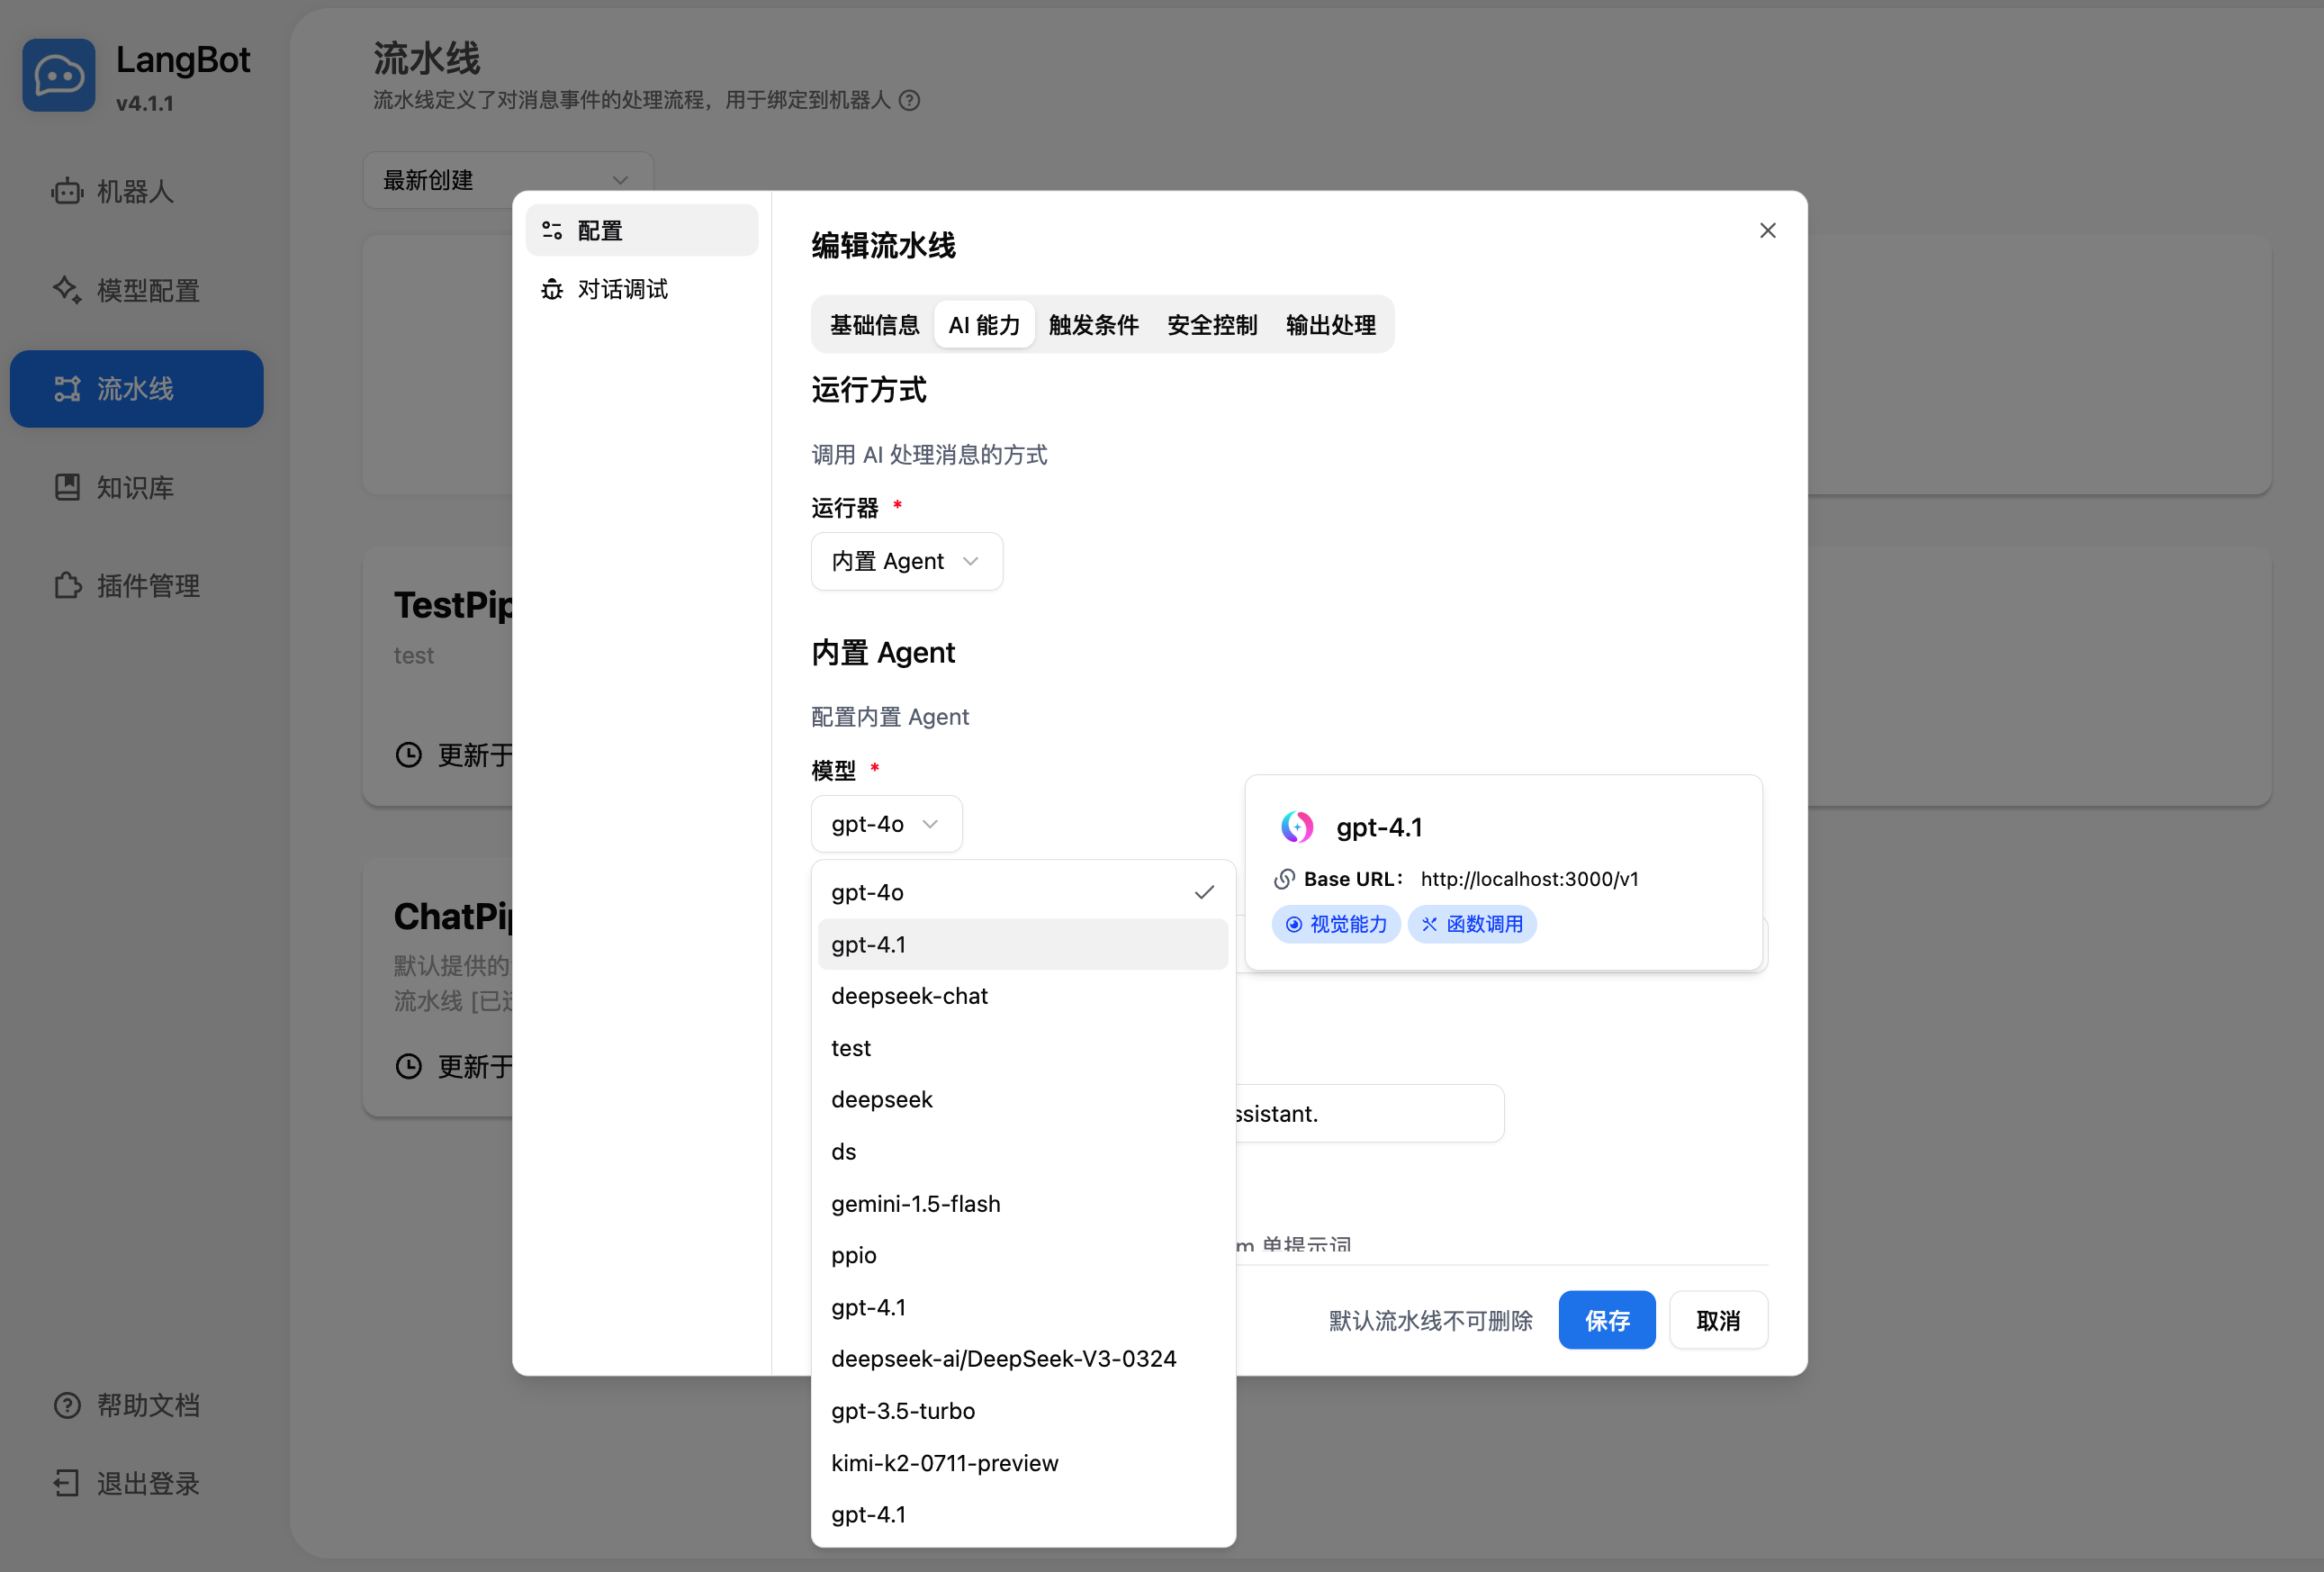 LangBot
v4.1.1
机器人
模型配置
流水线
知识库
插件管理
帮助文档
退出登录
流水线
流水线定义了对消息事件的处理流程，用于绑定到机器人
最新创建
TestPip
test
更新于
ChatPip
默认提供的
流水线 [已
更新于
配置
对话调试
编辑流水线
基础信息 AI 能力 触发条件 安全控制 输出处理
运行方式
调用 AI 处理消息的方式
运行器 *
内置 Agent
内置 Agent
配置内置 Agent
模型 *
gpt-4o
gpt-4o
gpt-4.1
deepseek-chat
test
deepseek
ds
gemini-1.5-flash
ppio
gpt-4.1
deepseek-ai/DeepSeek-V3-0324
gpt-3.5-turbo
kimi-k2-0711-preview
gpt-4.1
gpt-4.1
Base URL： http://localhost:3000/v1
视觉能力 函数调用
ssistant.
m 单提示词
默认流水线不可删除 保存 取消